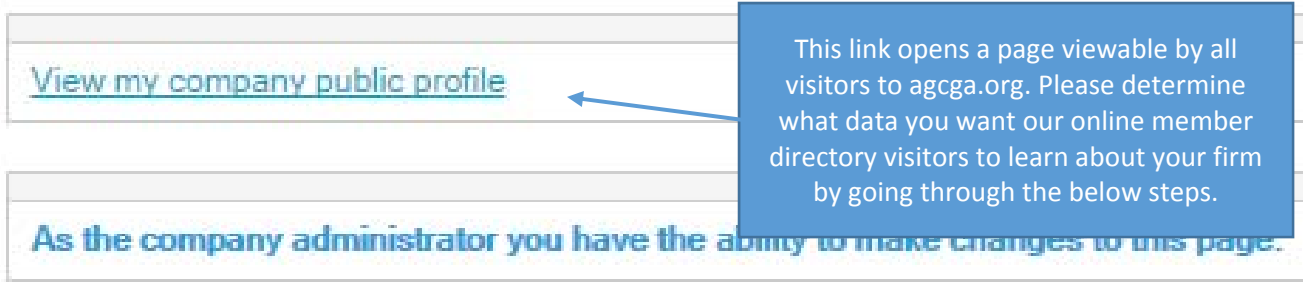 View my company public profile
This link opens a page viewable by all
visitors to agcga.org. Please determine
what data you want our online member
directory visitors to learn about your firm
by going through the below steps.
As the company administrator you have the ability to make changes to this page.